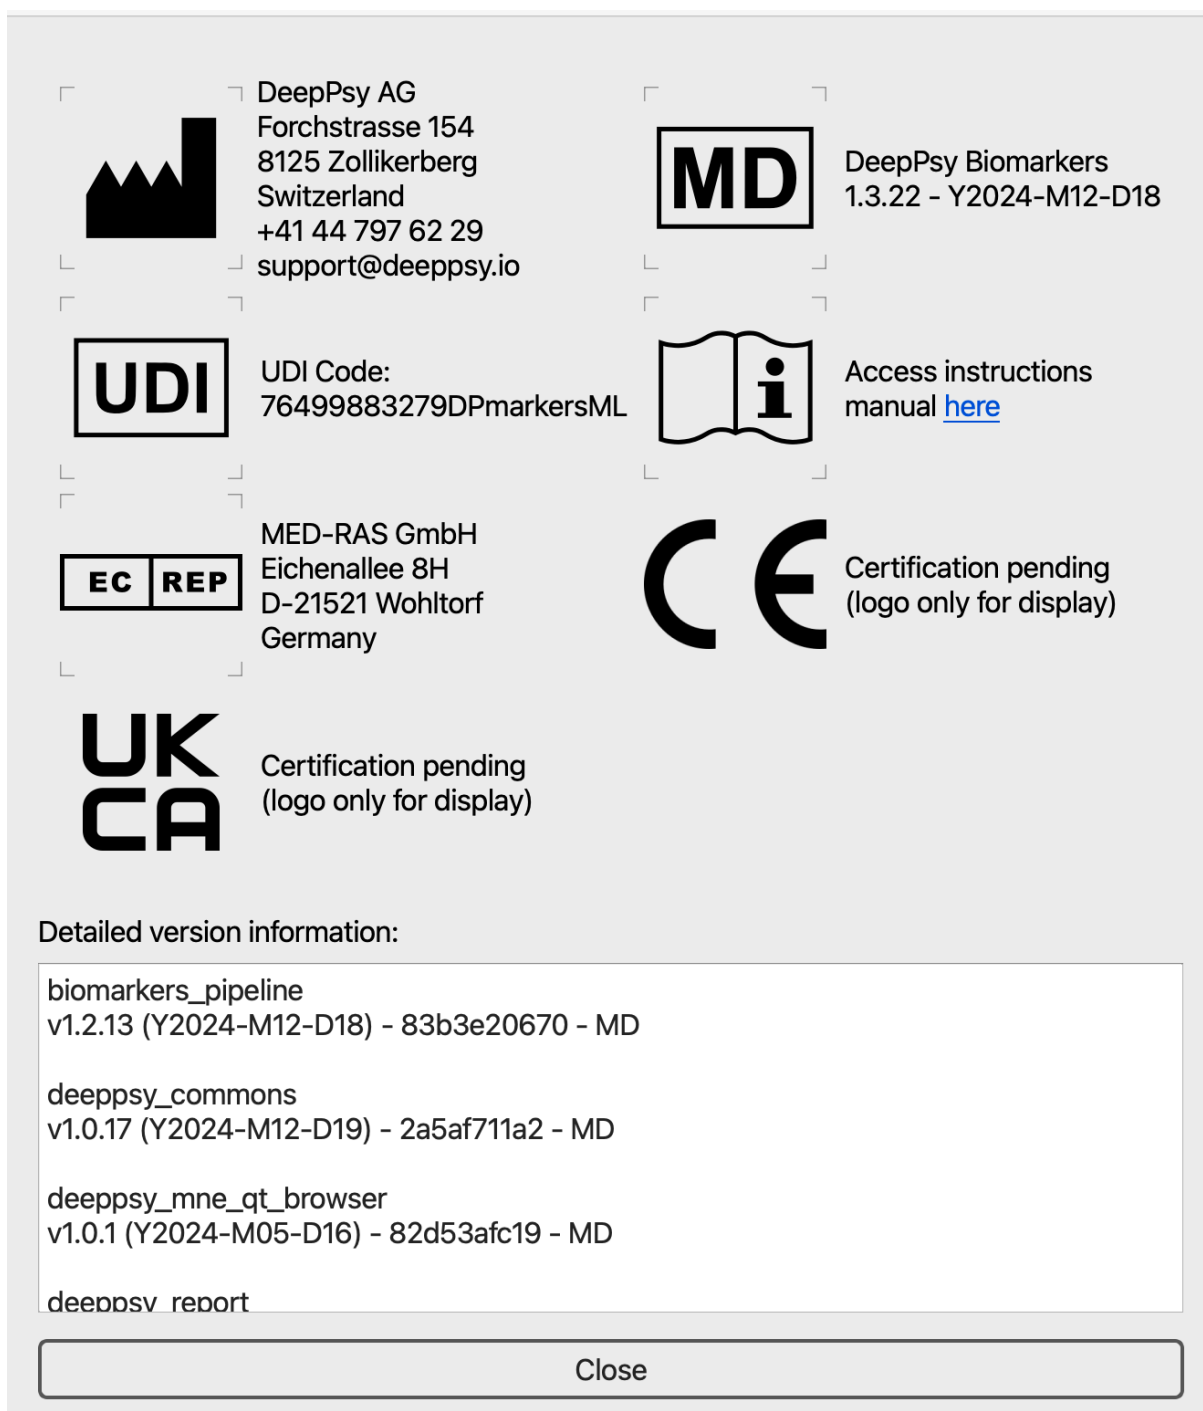 DeepPsy AG
Forchstrasse 154
8125 Zollikerberg
Switzerland
+41 44 797 62 29
support@deeppsy.io
MD
DeepPsy Biomarkers
1.3.22 - Y2024-M12-D18
UDI
UDI Code:
76499883279DPmarkersML
i
Access instructions
manual here
EC REP
MED-RAS GmbH
Eichenallee 8H
D-21521 Wohltorf
Germany
CE
Certification pending
(logo only for display)
UK
CA
Certification pending
(logo only for display)
Detailed version information:
biomarkers_pipeline
v1.2.13 (Y2024-M12-D18) - 83b3e20670 - MD
deeppsy_commons
v1.0.17 (Y2024-M12-D19) - 2a5af711a2 - MD
deeppsy_mne_qt_browser
v1.0.1 (Y2024-M05-D16) - 82d53afc19 - MD
deeppsy_report
Close